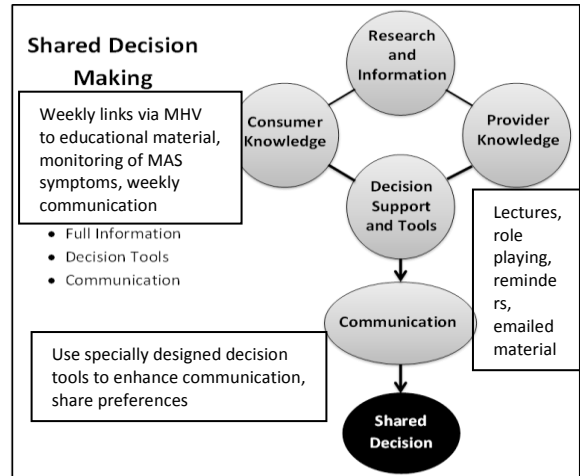 Shared Decision
Making
Weekly links via MHV
to educational material,
monitoring of MAS
symptoms, weekly
communication
• Full Information
• Decision Tools
• Communication
Research
and
Information
Consumer
Knowledge
Provider
Knowledge
Decision
Support
and Tools
Lectures,
role
playing,
reminde
rs,
emailed
material
Communication
Use specially designed decision
tools to enhance communication,
share preferences
Shared
Decision